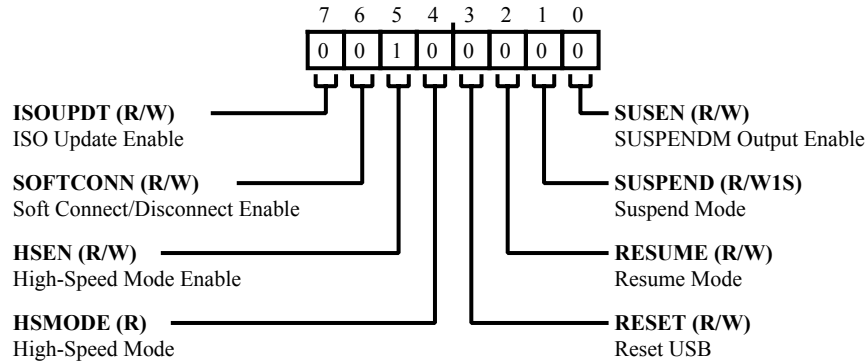 7 6 5 4 3 2 1 0
0 0 1 0 0 0 0 0
ISOUPDT (R/W)
ISO Update Enable
SOFTCONN (R/W)
Soft Connect/Disconnect Enable
HSEN (R/W)
High-Speed Mode Enable
HSMODE (R)
High-Speed Mode
SUSEN (R/W)
SUSPENDM Output Enable
SUSPEND (R/W1S)
Suspend Mode
RESUME (R/W)
Resume Mode
RESET (R/W)
Reset USB